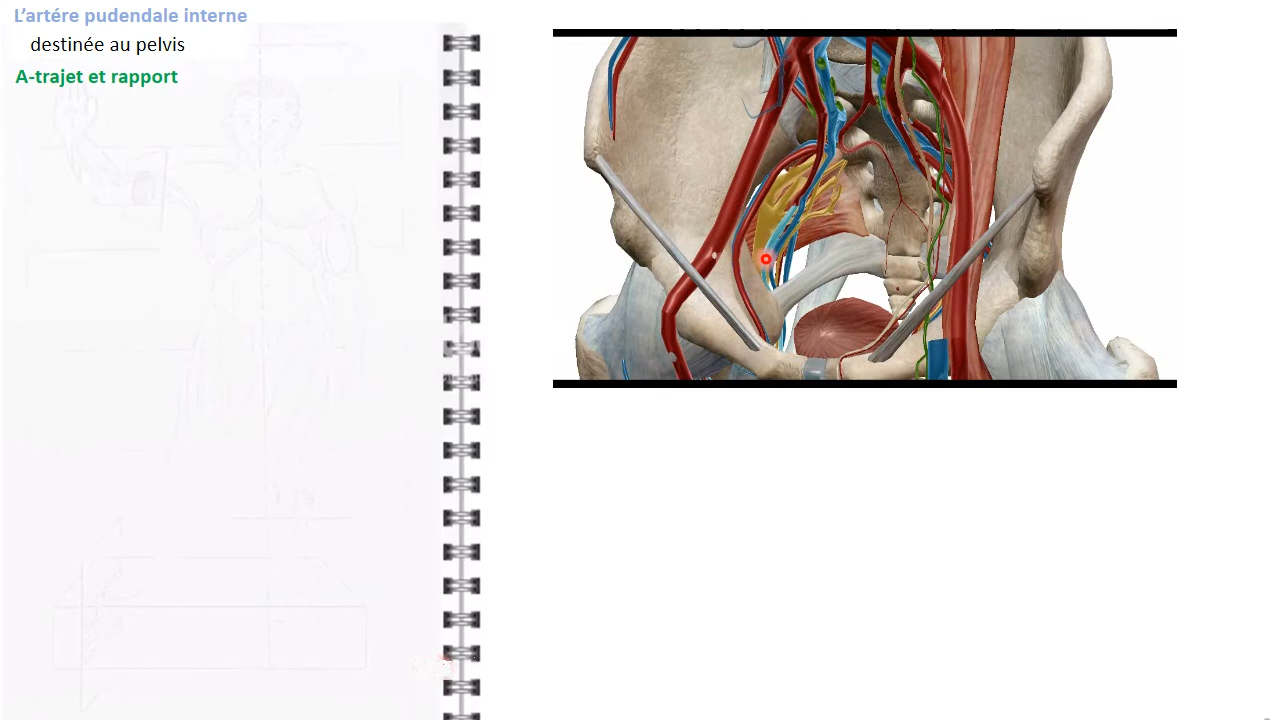 L'artére pudendale interne
destinée au pelvis
A-trajet et rapport